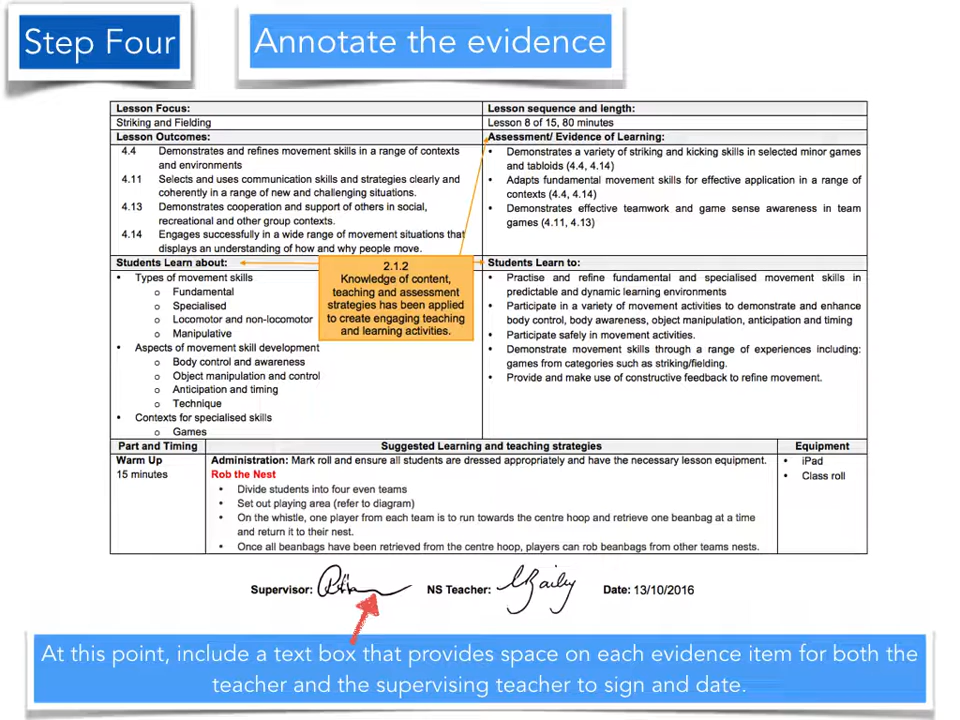 Step Four
Annotate the evidence
Lesson Focus:
Striking and Fielding
Lesson sequence and length:
Lesson 8 of 15, 80 minutes
Lesson Outcomes:
4.4 Demonstrates and refines movement skills in a range of contexts
and environments
4.11 Selects and uses communication skills and strategies clearly and
coherently in a range of new and challenging situations.
4.13 Demonstrates cooperation and support of others in social,
recreational and other group contexts.
4.14 Engages successfully in a wide range of movement situations that
displays an understanding of how and why people move.
Assessment/ Evidence of Learning:
• Demonstrates a variety of striking and kicking skills in selected minor games
and tabloids (4.4, 4.14)
• Adapts fundamental movement skills for effective application in a range of
contexts (4.4, 4.14)
• Demonstrates effective teamwork and game sense awareness in team
games (4.11, 4.13)
Students Learn about:
• Types of movement skills
o Fundamental
o Specialised
o Locomotor and non-locomotor
o Manipulative
• Aspects of movement skill development
o Body control and awareness
o Object manipulation and control
o Anticipation and timing
o Technique
• Contexts for specialised skills
o Games
2.1.2
Knowledge of content,
teaching and assessment
strategies has been applied
to create engaging teaching
and learning activities.
Students Learn to:
• Practise and refine fundamental and specialised movement skills in
predictable and dynamic learning environments
• Participate in a variety of movement activities to demonstrate and enhance
body control, body awareness, object manipulation, anticipation and timing
• Participate safely in movement activities.
• Demonstrate movement skills through a range of experiences including:
games from categories such as striking/fielding.
• Provide and make use of constructive feedback to refine movement.
Part and Timing
Suggested Learning and teaching strategies
Equipment
Warm Up
15 minutes
Administration: Mark roll and ensure all students are dressed appropriately and have the necessary lesson equipment.
Rob the Nest
• Divide students into four even teams
• Set out playing area (refer to diagram)
• On the whistle, one player from each team is to run towards the centre hoop and retrieve one beanbag at a time
and return it to their nest.
• Once all beanbags have been retrieved from the centre hoop, players can rob beanbags from other teams nests.
• iPad
• Class roll
Supervisor: NS Teacher: Date: 13/10/2016
At this point, include a text box that provides space on each evidence item for both the
teacher and the supervising teacher to sign and date.